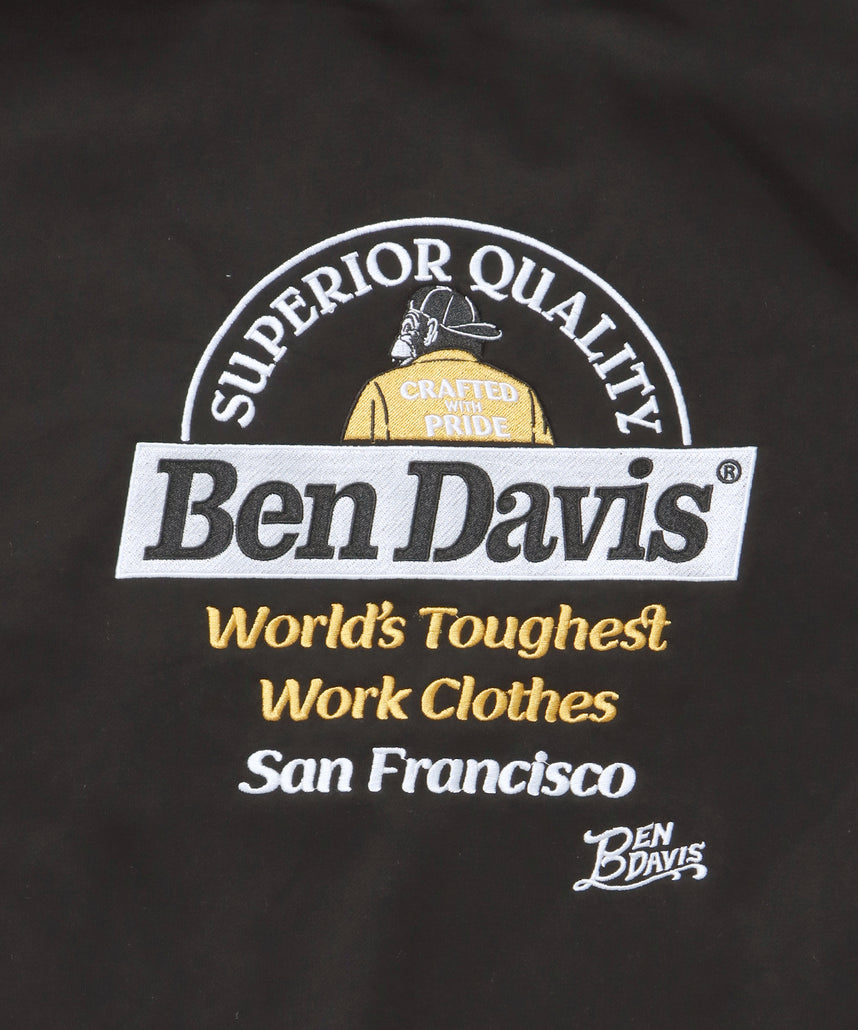 SUPERIOR QUALITY
CRAFTED
WITH
PRIDE
Ben Davis®
World's Toughest
Work Clothes
San Francisco
BEN
DAVIS